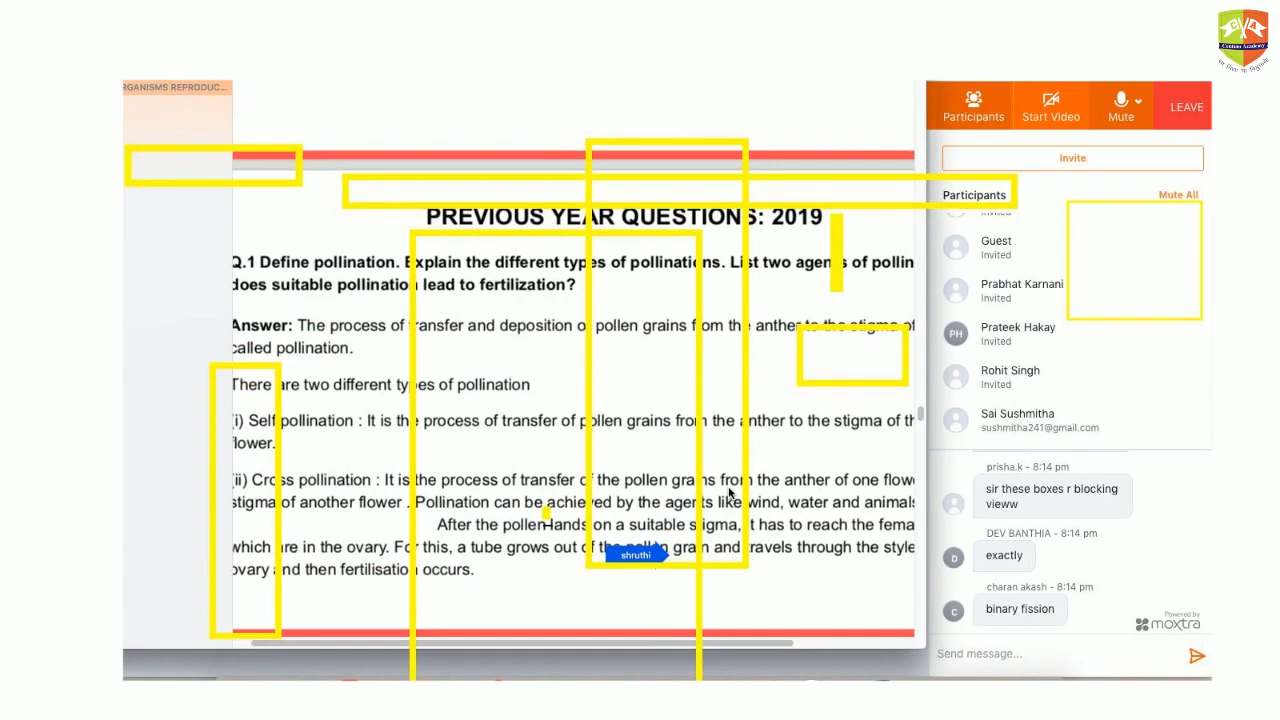 Contun Academy
RGANISMS REPRODUC...
PREVIOUS YEAR QUESTIONS: 2019
Q.1 Define pollination. Explain the different types of pollinations. List two agents of pollin
does suitable pollination lead to fertilization?
Answer: The process of transfer and deposition of pollen grains from the anther to the stigma of
called pollination.
There are two different types of pollination
(i) Self pollination : It is the process of transfer of pollen grains from the anther to the stigma of th
flower.
(ii) Cross pollination : It is the process of transfer of the pollen grains from the anther of one flowe
stigma of another flower . Pollination can be achieved by the agents like wind, water and animals
After the pollen lands on a suitable stigma, it has to reach the fema
which are in the ovary. For this, a tube grows out of the pollen grain and travels through the style
ovary and then fertilisation occurs.
shruthi
Participants
Start Video
Mute
LEAVE
Invite
Participants
Mute All
Invited
Guest
Invited
Prabhat Karnani
Invited
PH
Prateek Hakay
Invited
Rohit Singh
Invited
Sai Sushmitha
sushmitha241@gmail.com
prisha.k - 8:14 pm
sir these boxes r blocking
vieww
DEV BANTHIA - 8:14 pm
D
exactly
charan akash - 8:14 pm
C
binary fission
Powered by
moxtra
Send message...